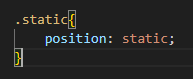 .static{
    position: static;
}